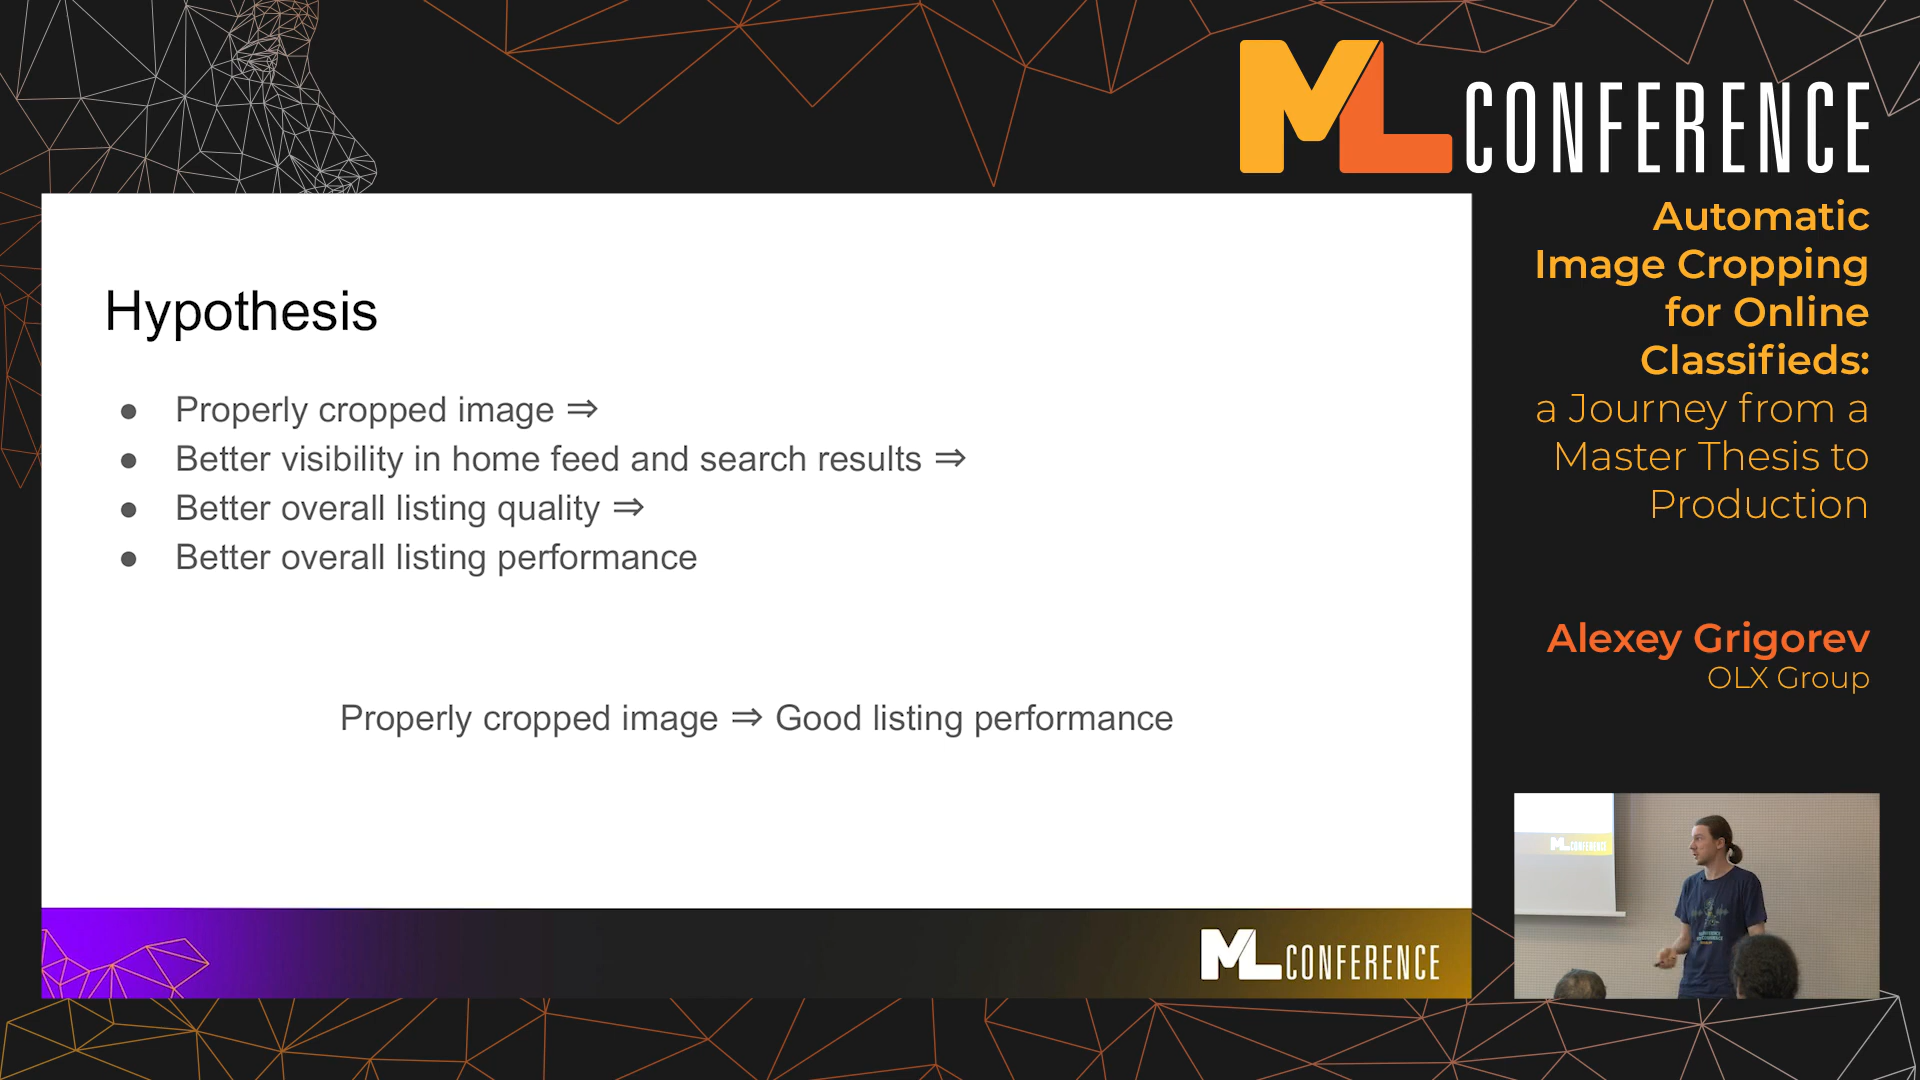 ML CONFERENCE
Automatic
Image Cropping
for Online
Classifieds:
a Journey from a
Master Thesis to
Production
Alexey Grigorev
OLX Group
Hypothesis
● Properly cropped image ⇒
● Better visibility in home feed and search results ⇒
● Better overall listing quality ⇒
● Better overall listing performance
Properly cropped image ⇒ Good listing performance
ML CONFERENCE
ML CONFERENCE